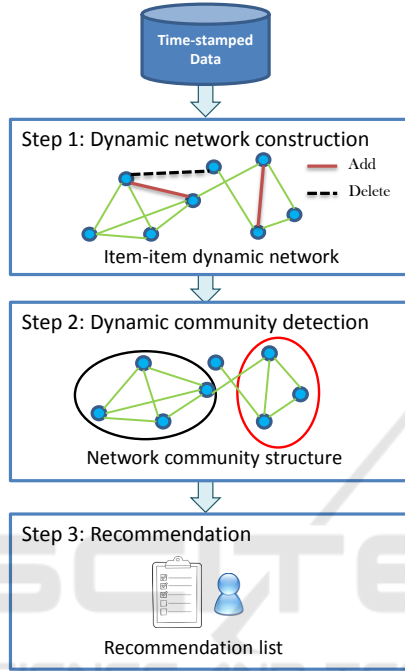 Time-stamped
Data
Step 1: Dynamic network construction
Add
Delete
Item-item dynamic network
Step 2: Dynamic community detection
Network community structure
Step 3: Recommendation
SCITE
Recommendation list